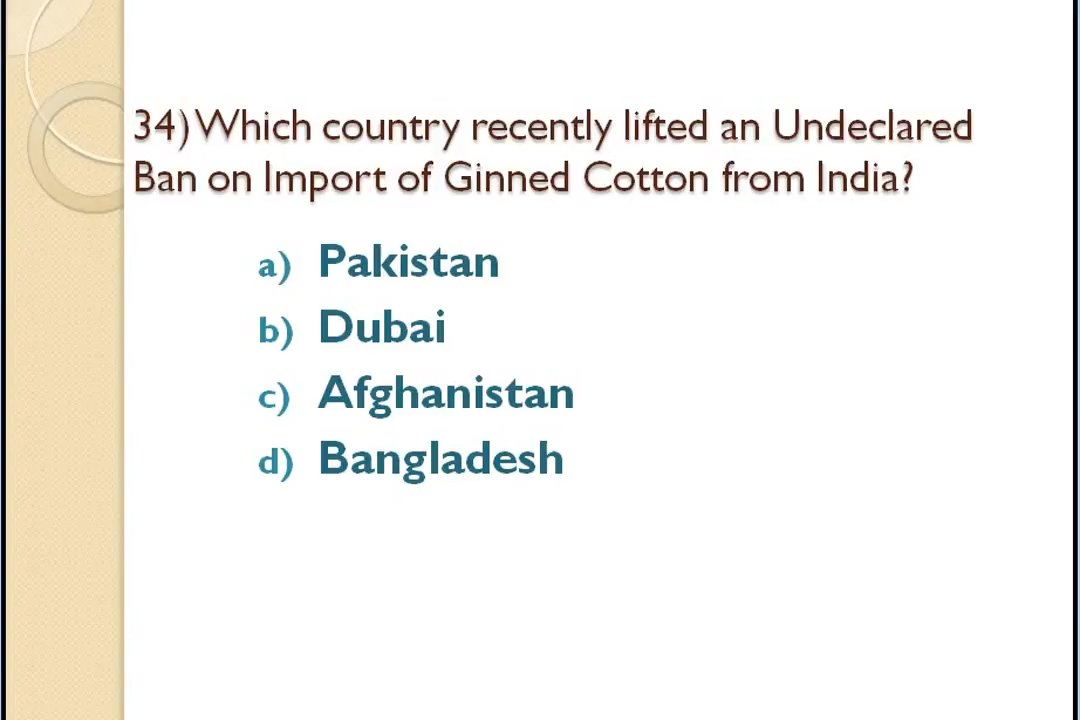 34) Which country recently lifted an Undeclared
Ban on Import of Ginned Cotton from India?
a) Pakistan
b) Dubai
c) Afghanistan
d) Bangladesh